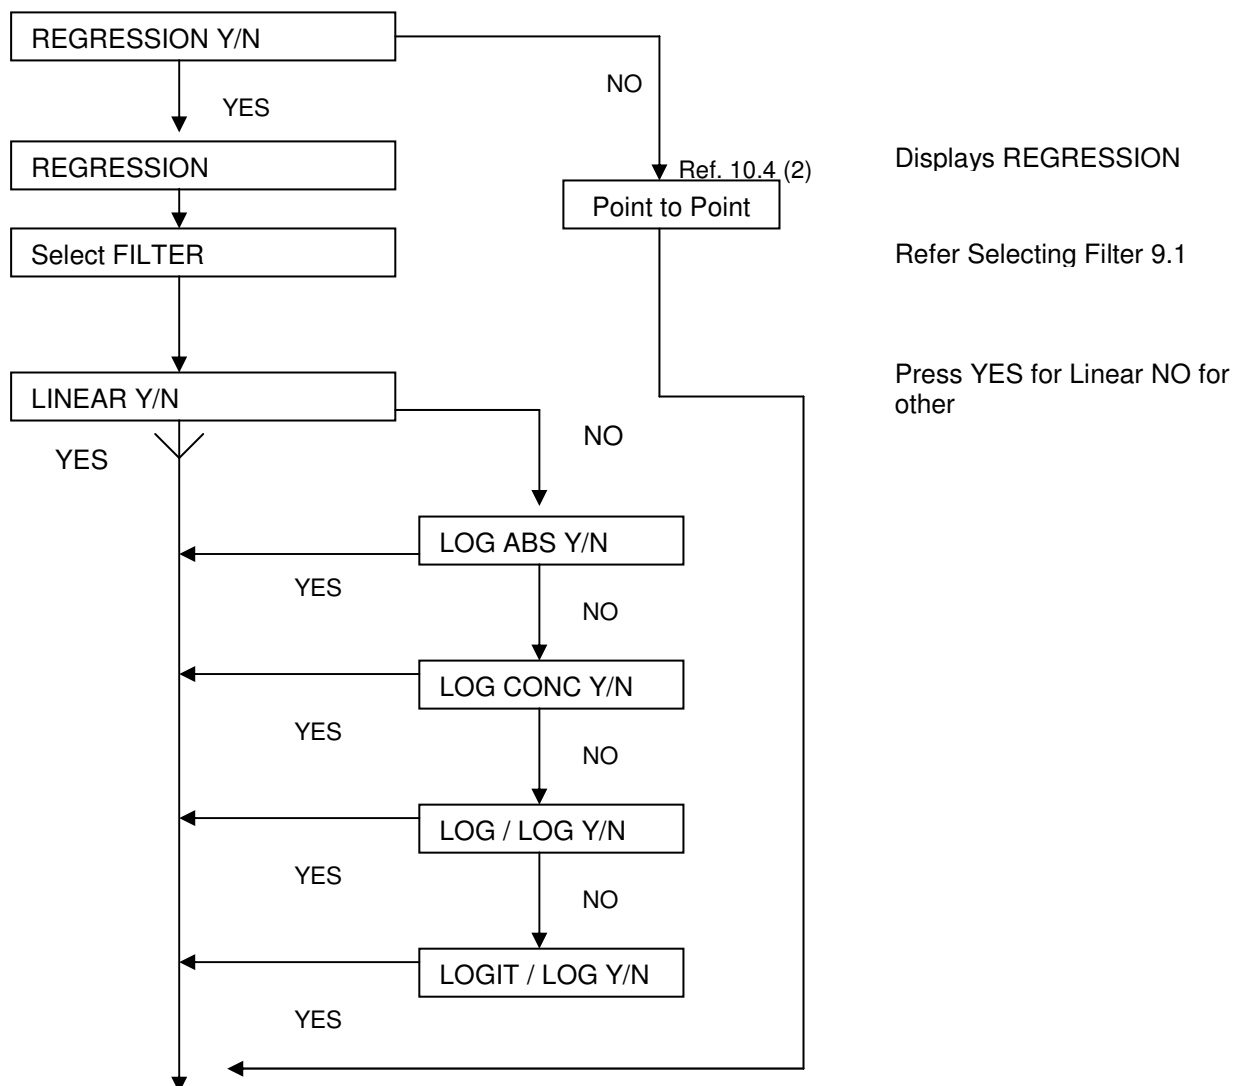 REGRESSION Y/N
NO
YES
REGRESSION
Ref. 10.4 (2)
Displays REGRESSION
Point to Point
Select FILTER
Refer Selecting Filter 9.1
LINEAR Y/N
Press YES for Linear NO for
other
YES
NO
LOG ABS Y/N
YES
NO
LOG CONC Y/N
YES
NO
LOG / LOG Y/N
YES
NO
LOGIT / LOG Y/N
YES